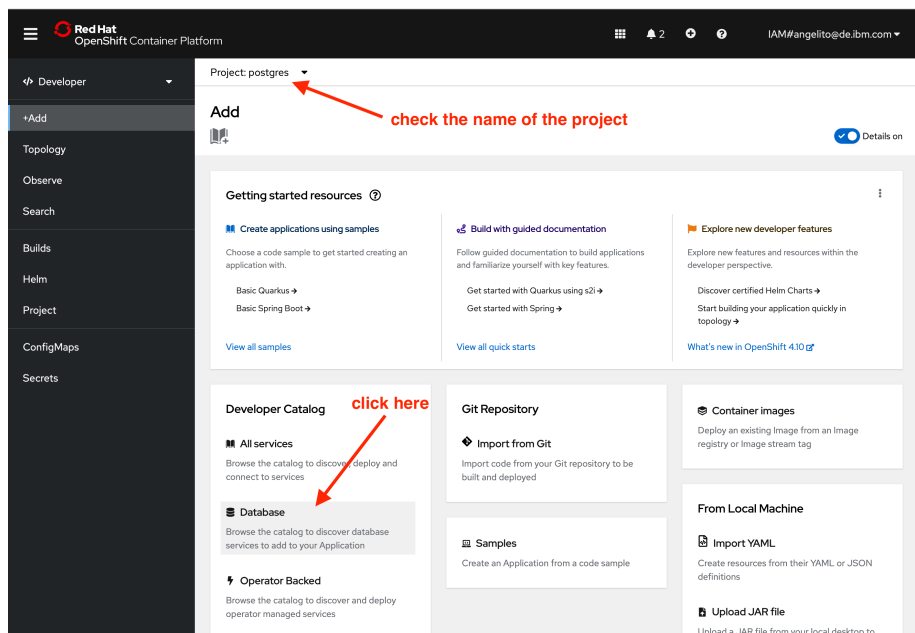 Red Hat
OpenShift Container Platform
2
IAM#angelito@de.ibm.com
Developer
+Add
Topology
Observe
Search
Builds
Helm
Project
ConfigMaps
Secrets
Project: postgres
check the name of the project
Add
Details on
Getting started resources
Create applications using samples
Choose a code sample to get started creating an
application with.
Basic Quarkus →
Basic Spring Boot →
View all samples
Build with guided documentation
Follow guided documentation to build applications
and familiarize yourself with key features.
Get started with Quarkus using s2i →
Get started with Spring →
View all quick starts
Explore new developer features
Explore new features and resources within the
developer perspective.
Discover certified Helm Charts →
Start building your application quickly in
topology →
What's new in OpenShift 4.10
click here
Developer Catalog
All services
Browse the catalog to discover, deploy and
connect to services
Database
Browse the catalog to discover database
services to add to your Application
Operator Backed
Browse the catalog to discover and deploy
operator managed services
Git Repository
Import from Git
Import code from your Git repository to be
built and deployed
Samples
Create an Application from a code sample
Container images
Deploy an existing Image from an Image
registry or Image stream tag
From Local Machine
Import YAML
Create resources from their YAML or JSON
definitions
Upload JAR file
Upload a JAR file from your local desktop to